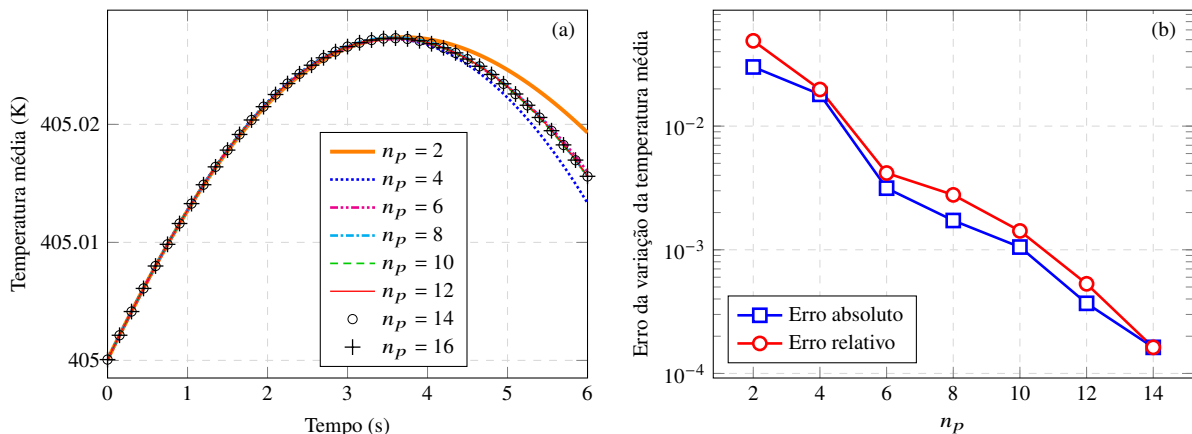 (a)
Temperatura média (K)
405.02
405.01
405
n_p = 2
n_p = 4
n_p = 6
n_p = 8
n_p = 10
n_p = 12
n_p = 14
n_p = 16
0 1 2 3 4 5 6
Tempo (s)
(b)
Erro da variação da temperatura média
10⁻²
10⁻³
10⁻⁴
Erro absoluto
Erro relativo
2 4 6 8 10 12 14
n_p